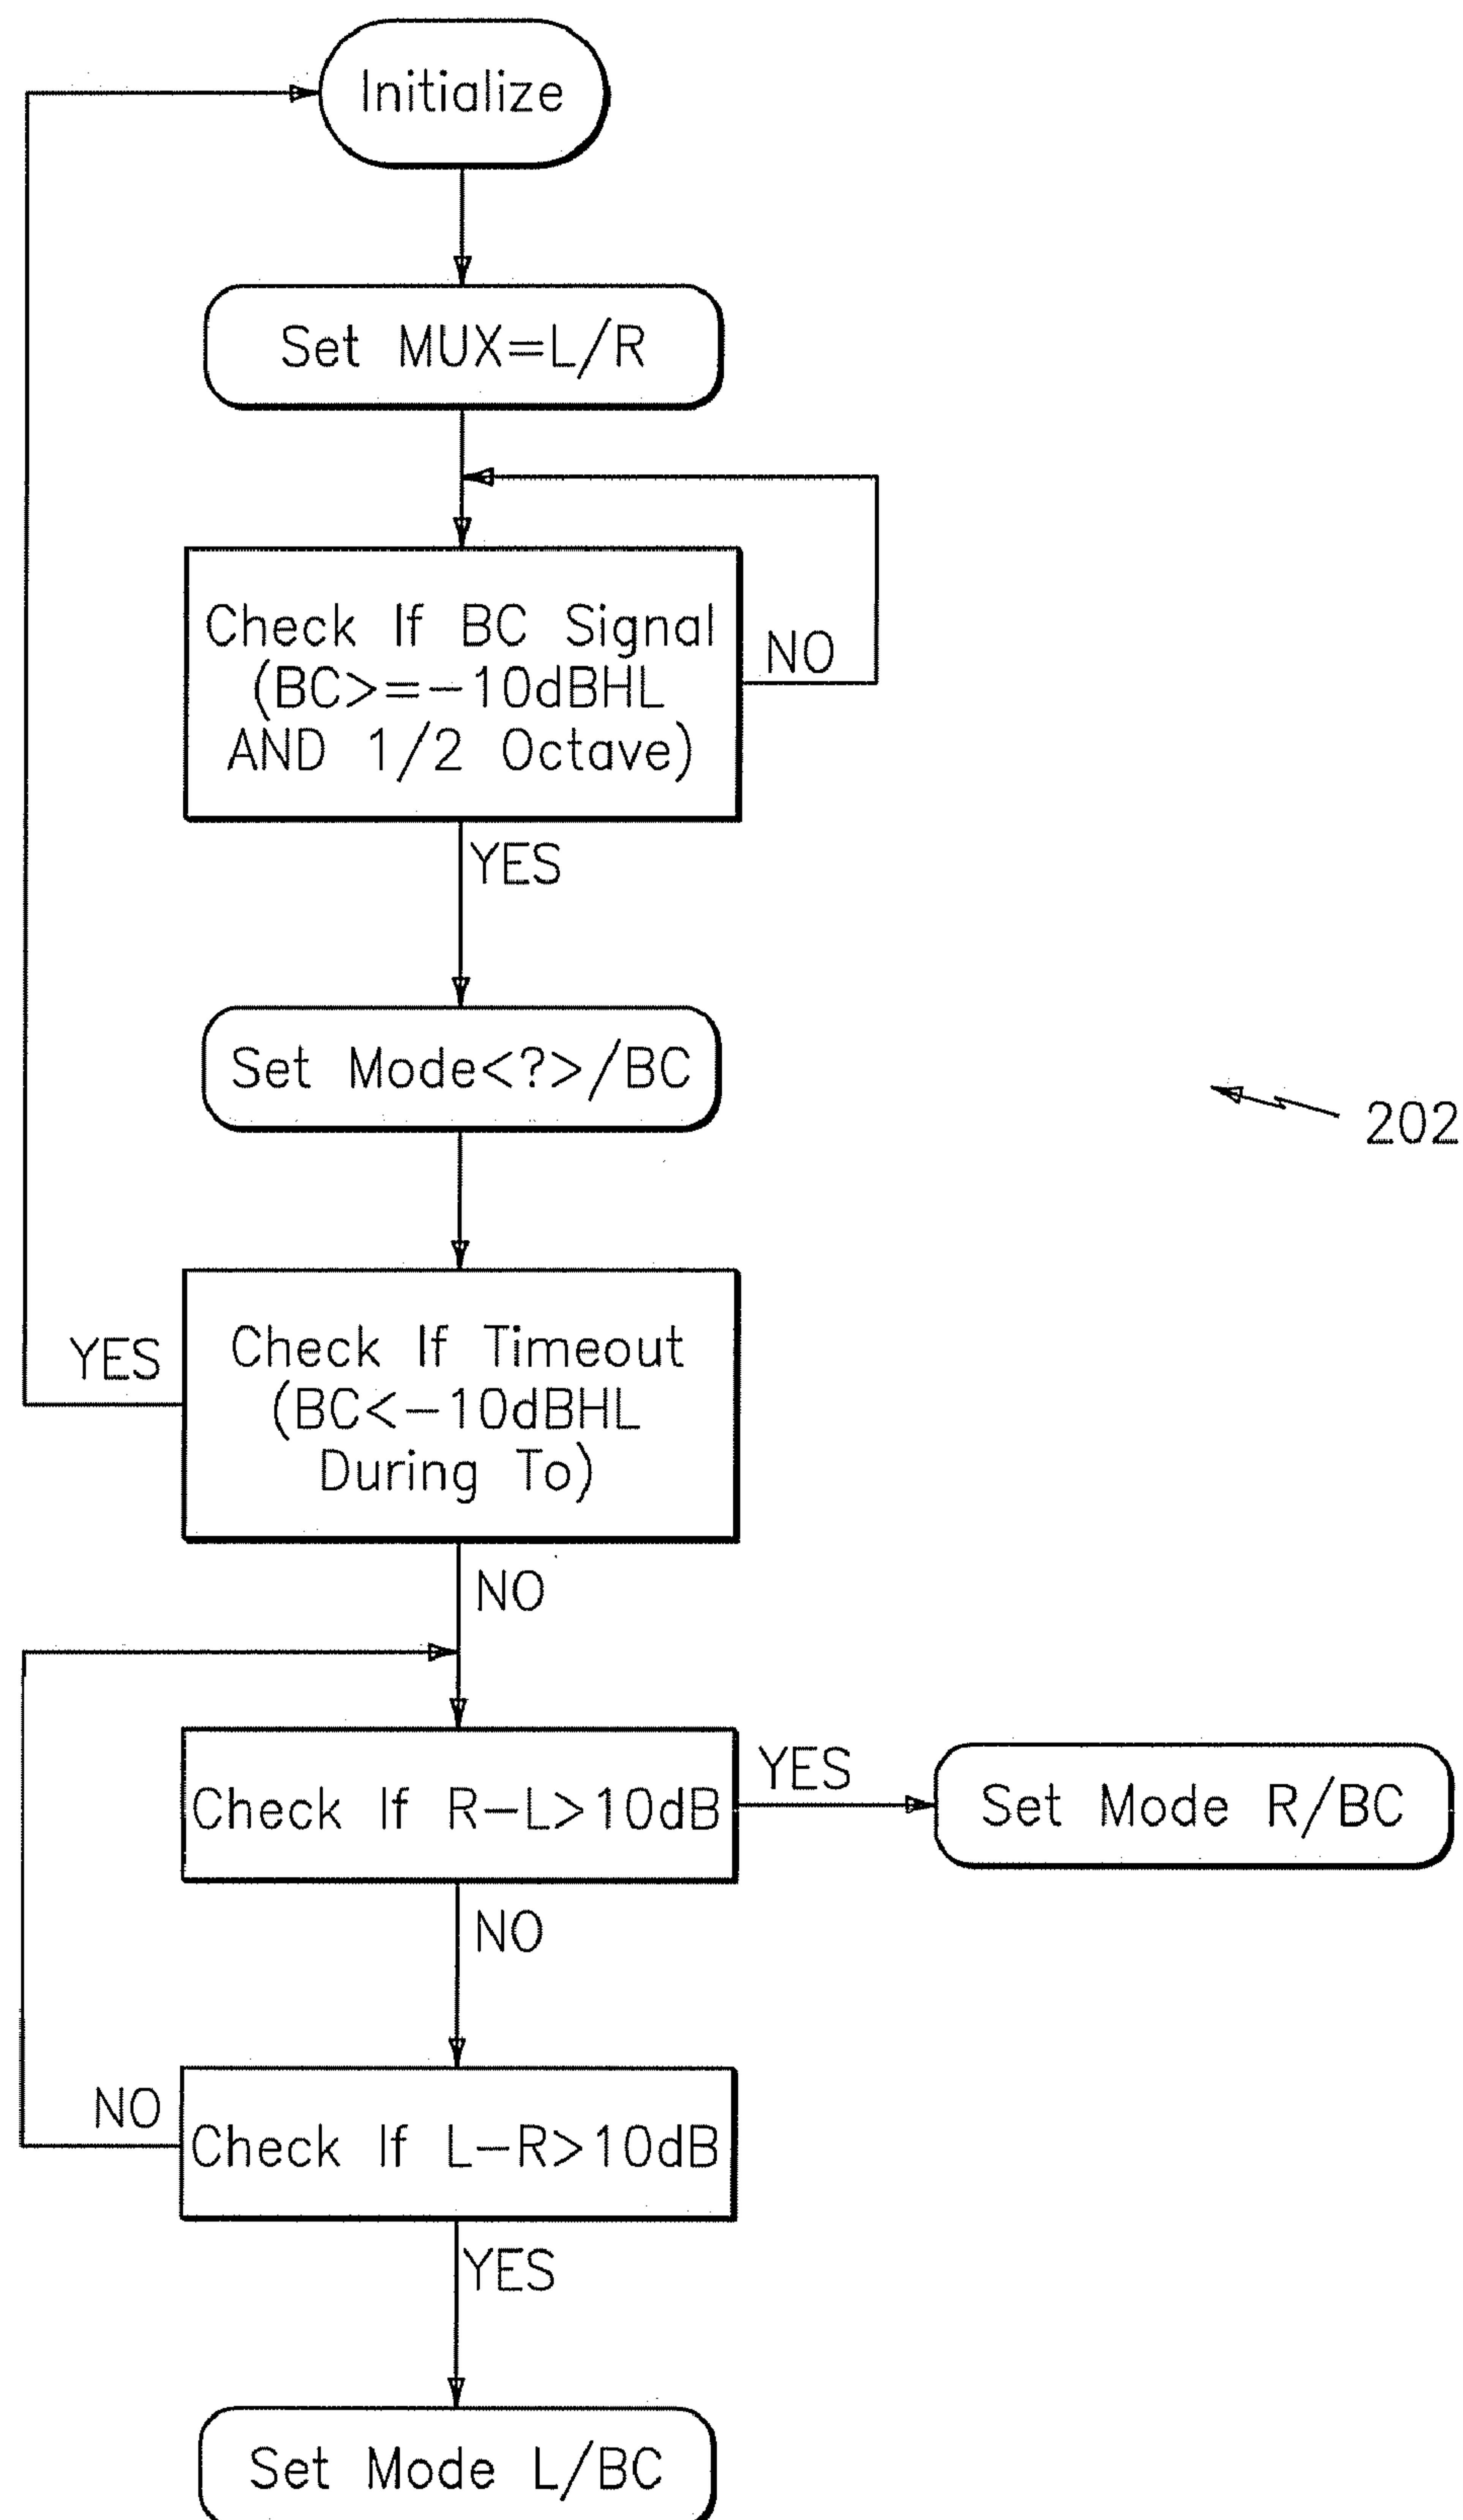 Initialize
Set MUX=L/R
Check If BC Signal
(BC>=-10dBHL
AND 1/2 Octave)
NO
YES
Set Mode<?>/BC
202
Check If Timeout
(BC<-10dBHL
During To)
YES
NO
Check If R-L>10dB
YES
Set Mode R/BC
NO
Check If L-R>10dB
NO
YES
Set Mode L/BC